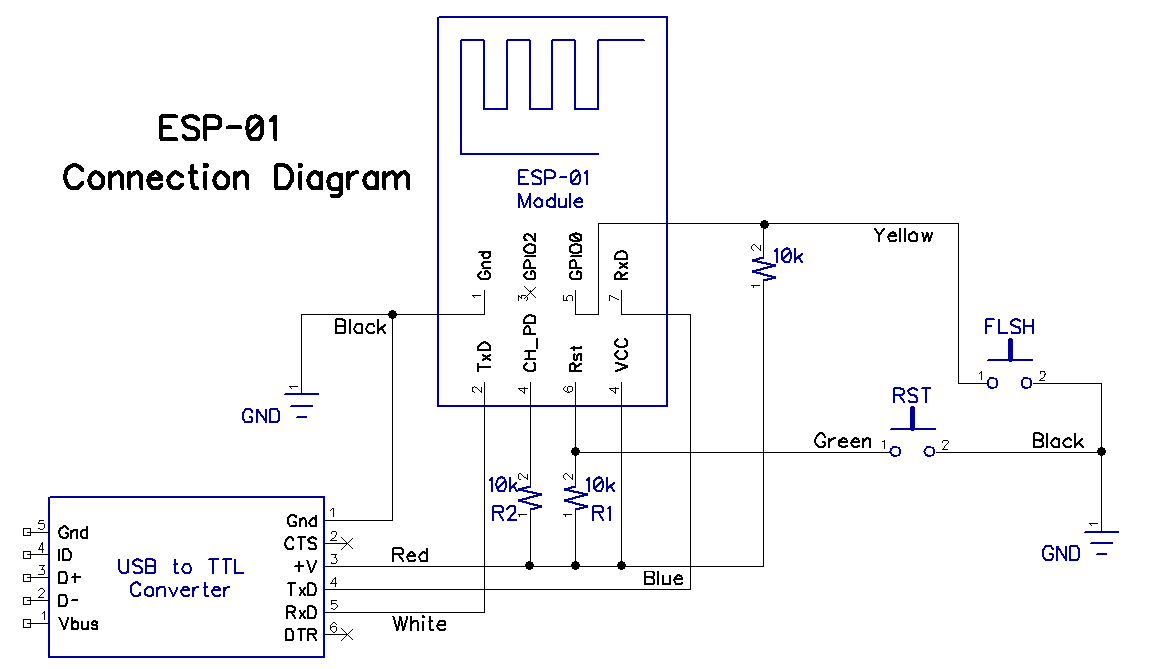 ESP-01
Connection Diagram
ESP-01
Module
Gnd
GPIO2
GPIO0
RxD
1
3
5
7
TxD
CH_PD
Rst
VCC
2
4
6
4
Black
1
GND
Yellow
2
10k
1
FLSH
1
2
RST
Green
1
2
Black
1
GND
10k
2
R2
1
2
10k
1
R1
5
Gnd
4
ID
3
D+
2
D-
1
Vbus
USB to TTL
Converter
Gnd
1
CTS
2
+V
3
TxD
4
RxD
5
DTR
6
Red
Blue
White